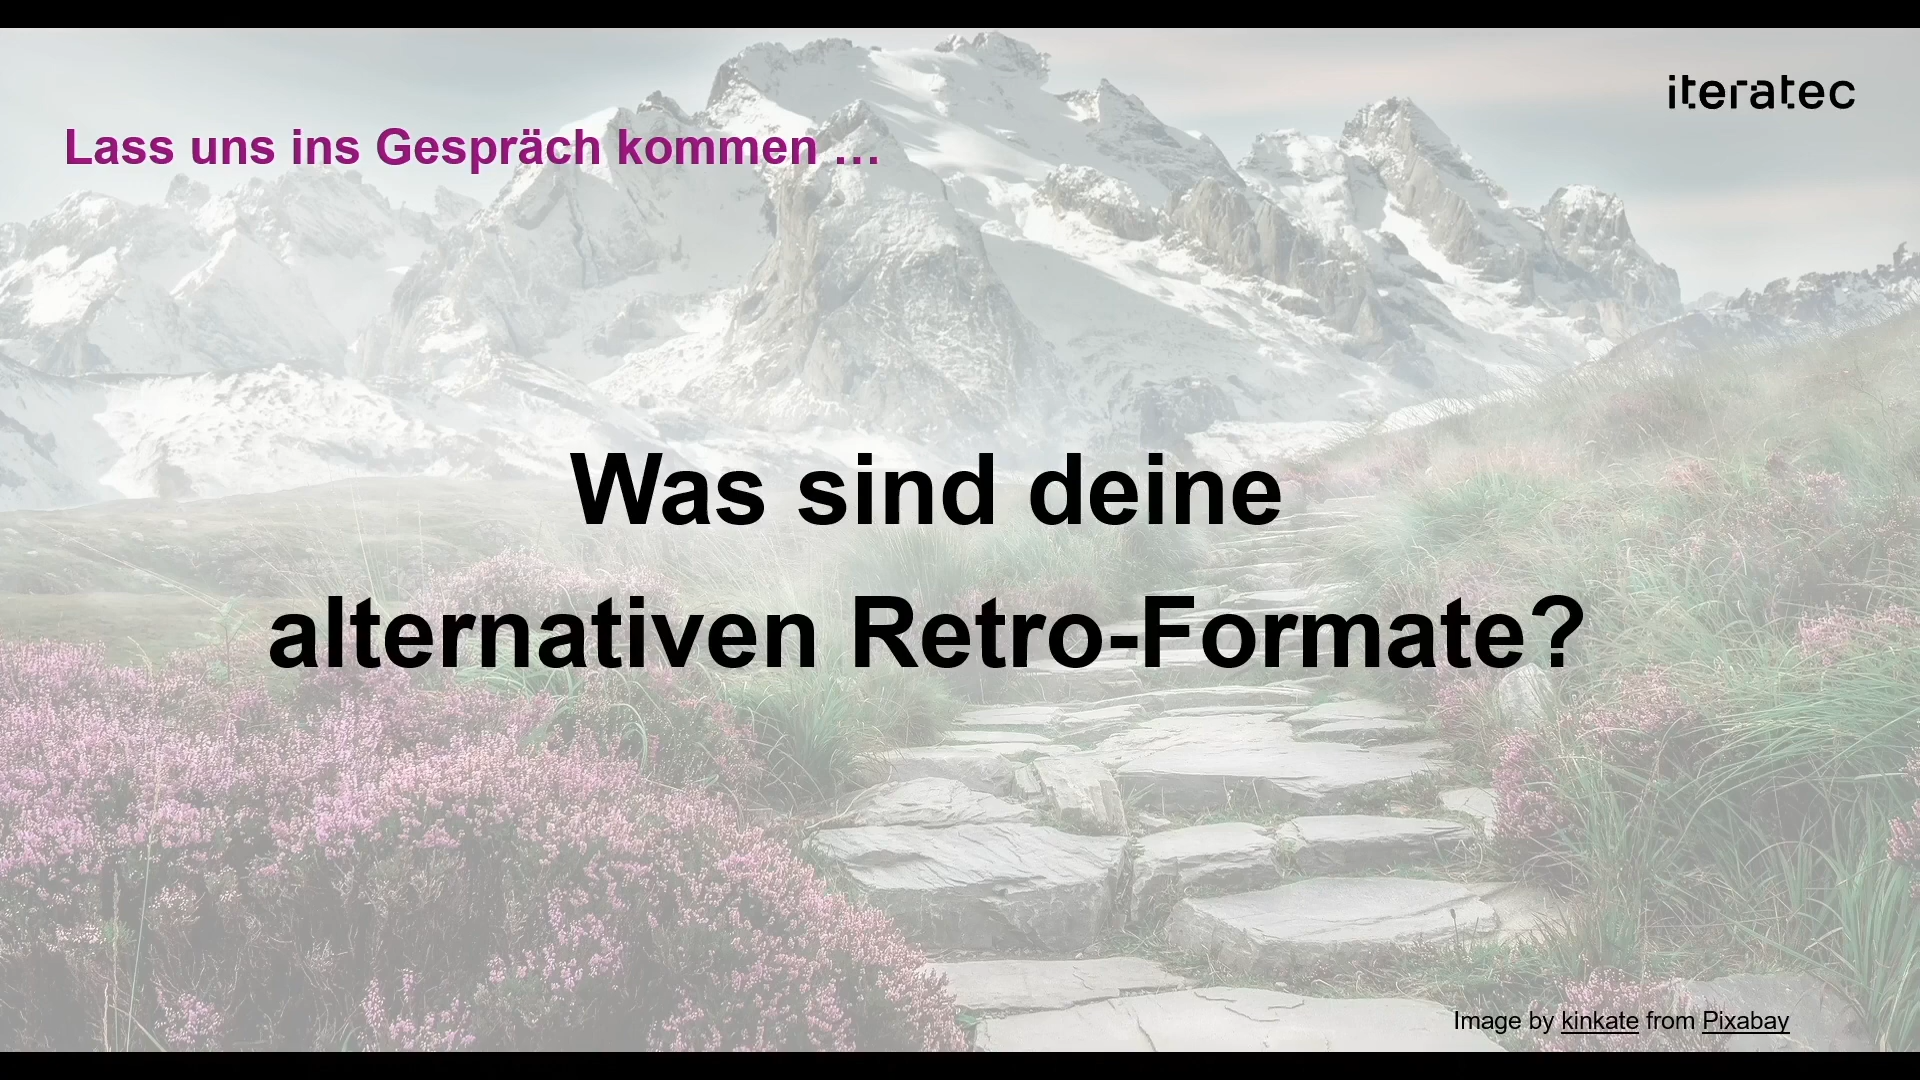 iteratec
Lass uns ins Gespräch kommen …
Was sind deine
alternativen Retro-Formate?
Image by kinkate from Pixabay